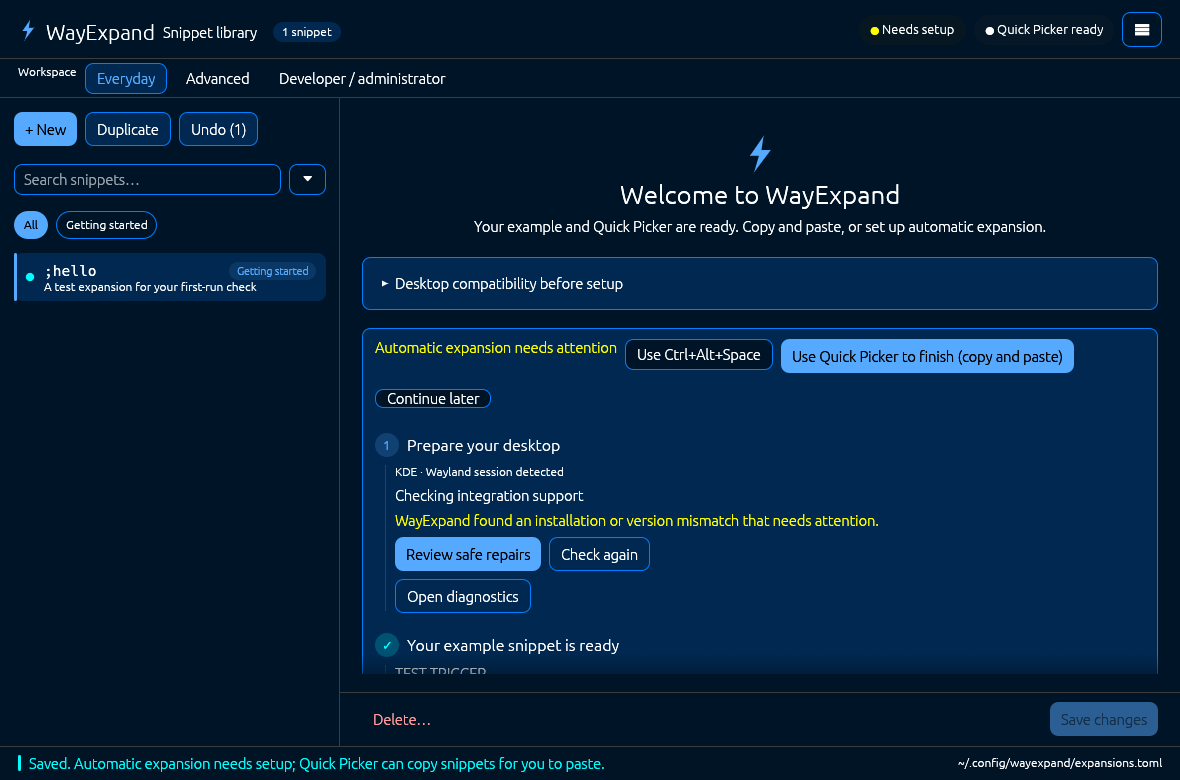 WayExpand Snippet library 1 snippet
Needs setup
Quick Picker ready
Workspace
Everyday
Advanced
Developer / administrator
+ New
Duplicate
Undo (1)
Search snippets…
All
Getting started
;hello
Getting started
A test expansion for your first-run check
Welcome to WayExpand
Your example and Quick Picker are ready. Copy and paste, or set up automatic expansion.
Desktop compatibility before setup
Automatic expansion needs attention
Use Ctrl+Alt+Space
Use Quick Picker to finish (copy and paste)
Continue later
1 Prepare your desktop
KDE · Wayland session detected
Checking integration support
WayExpand found an installation or version mismatch that needs attention.
Review safe repairs
Check again
Open diagnostics
✓ Your example snippet is ready
TEST TRIGGER
Delete…
Save changes
Saved. Automatic expansion needs setup; Quick Picker can copy snippets for you to paste.
~/.config/wayexpand/expansions.toml